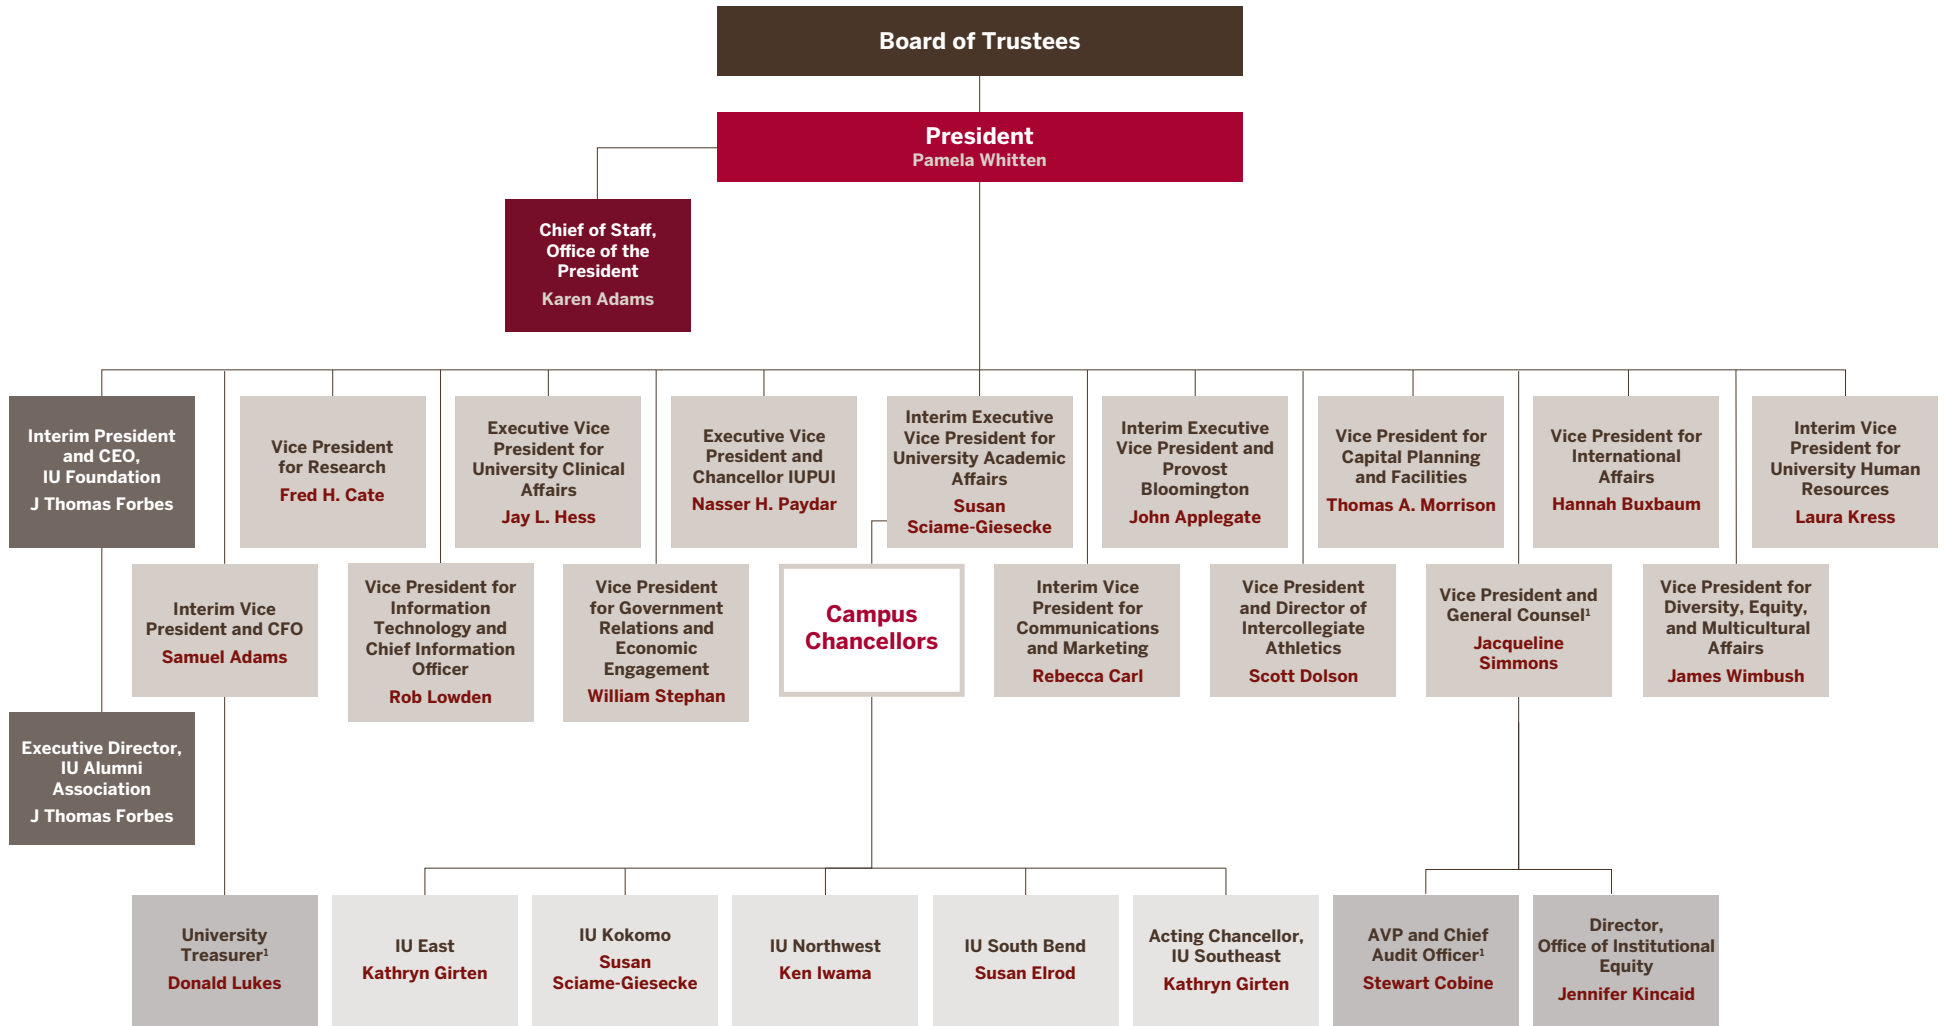 Board of Trustees
President
Pamela Whitten
Chief of Staff,
Office of the
President
Karen Adams
Interim President
and CEO,
IU Foundation
J Thomas Forbes
Vice President
for Research
Fred H. Cate
Executive Vice
President for
University Clinical
Affairs
Jay L. Hess
Executive Vice
President and
Chancellor IUPUI
Nasser H. Paydar
Interim Executive
Vice President for
University Academic
Affairs
Susan
Sciame-Giesecke
Interim Executive
Vice President and
Provost
Bloomington
John Applegate
Vice President for
Capital Planning
and Facilities
Thomas A. Morrison
Vice President for
International
Affairs
Hannah Buxbaum
Interim Vice
President for
University Human
Resources
Laura Kress
Interim Vice
President and CFO
Samuel Adams
Vice President for
Information
Technology and
Chief Information
Officer
Rob Lowden
Vice President
for Government
Relations and
Economic
Engagement
William Stephan
Campus
Chancellors
Interim Vice
President for
Communications
and Marketing
Rebecca Carl
Vice President
and Director of
Intercollegiate
Athletics
Scott Dolson
Vice President and
General Counsel¹
Jacqueline
Simmons
Vice President for
Diversity, Equity,
and Multicultural
Affairs
James Wimbush
Executive Director,
IU Alumni
Association
J Thomas Forbes
University
Treasurer¹
Donald Lukes
IU East
Kathryn Girten
IU Kokomo
Susan
Sciame-Giesecke
IU Northwest
Ken Iwama
IU South Bend
Susan Elrod
Acting Chancellor,
IU Southeast
Kathryn Girten
AVP and Chief
Audit Officer¹
Stewart Cobine
Director,
Office of Institutional
Equity
Jennifer Kincaid